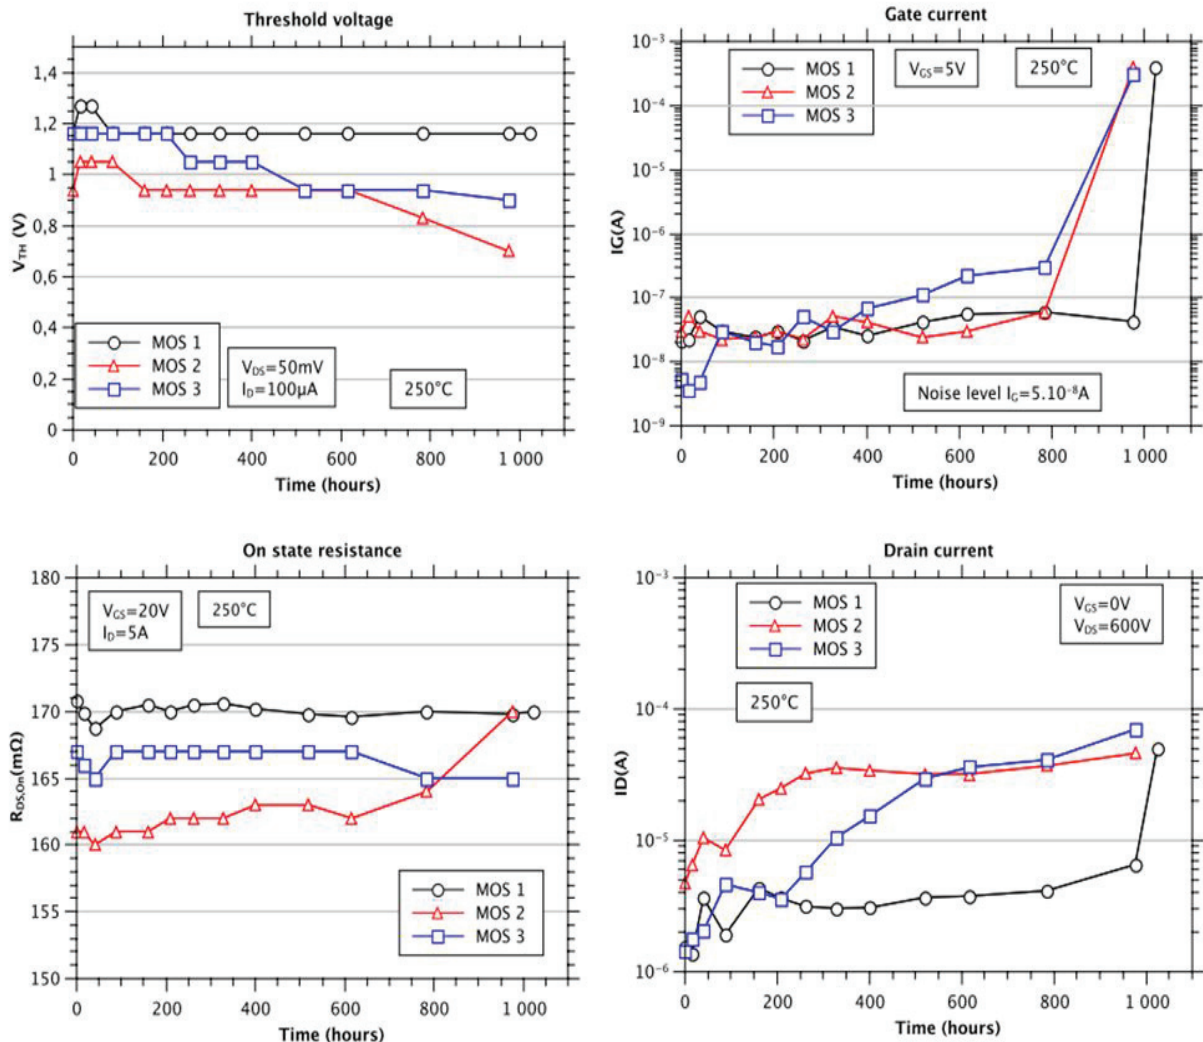 Threshold voltage
1,4
1,2
1
0,8
0,6
0,4
0,2
0
V_TH (V)
MOS 1
MOS 2
MOS 3
V_DS=50mV
I_D=100μA
250°C
0 200 400 600 800 1 000
Time (hours)
Gate current
10⁻³
10⁻⁴
10⁻⁵
10⁻⁶
10⁻⁷
10⁻⁸
10⁻⁹
IG(A)
MOS 1
MOS 2
MOS 3
V_GS=5V
250°C
Noise level I_G=5.10⁻⁸A
0 200 400 600 800 1 000
Time (hours)
On state resistance
180
175
170
165
160
155
150
R_DS,On(mΩ)
V_GS=20V
I_D=5A
250°C
MOS 1
MOS 2
MOS 3
0 200 400 600 800 1 000
Time (hours)
Drain current
10⁻³
10⁻⁴
10⁻⁵
10⁻⁶
ID(A)
MOS 1
MOS 2
MOS 3
V_GS=0V
V_DS=600V
250°C
0 200 400 600 800 1 000
Time (hours)